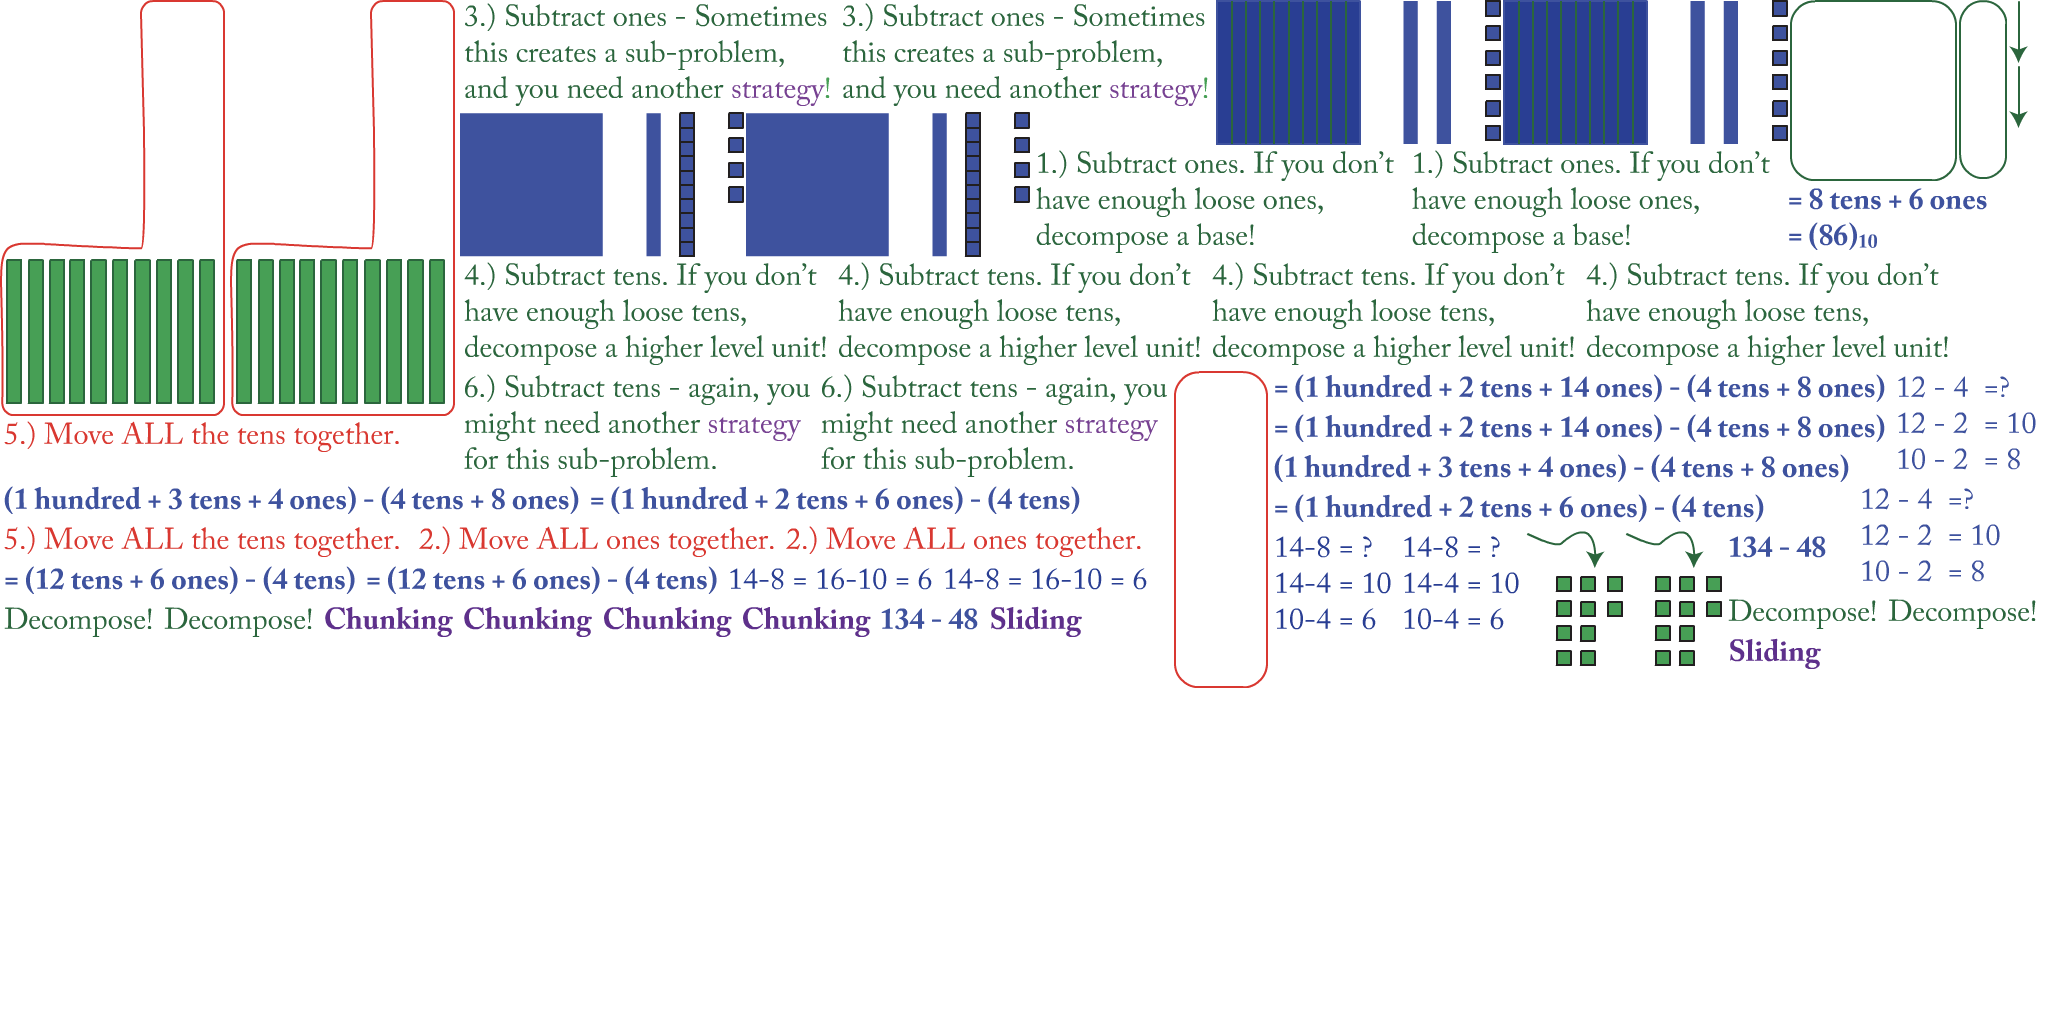 3.) Subtract ones - Sometimes
this creates a sub-problem,
and you need another strategy!
3.) Subtract ones - Sometimes
this creates a sub-problem,
and you need another strategy!
1.) Subtract ones. If you don't
have enough loose ones,
decompose a base!
1.) Subtract ones. If you don't
have enough loose ones,
decompose a base!
= 8 tens + 6 ones
= (86)₁₀
4.) Subtract tens. If you don't
have enough loose tens,
decompose a higher level unit!
4.) Subtract tens. If you don't
have enough loose tens,
decompose a higher level unit!
4.) Subtract tens. If you don't
have enough loose tens,
decompose a higher level unit!
4.) Subtract tens. If you don't
have enough loose tens,
decompose a higher level unit!
6.) Subtract tens - again, you
might need another strategy
for this sub-problem.
6.) Subtract tens - again, you
might need another strategy
for this sub-problem.
= (1 hundred + 2 tens + 14 ones) - (4 tens + 8 ones)
= (1 hundred + 2 tens + 14 ones) - (4 tens + 8 ones)
(1 hundred + 3 tens + 4 ones) - (4 tens + 8 ones)
= (1 hundred + 2 tens + 6 ones) - (4 tens)
12 - 4 =?
12 - 2 = 10
10 - 2 = 8
5.) Move ALL the tens together.
(1 hundred + 3 tens + 4 ones) - (4 tens + 8 ones)
= (1 hundred + 2 tens + 6 ones) - (4 tens)
12 - 4 =?
12 - 2 = 10
10 - 2 = 8
5.) Move ALL the tens together.
2.) Move ALL ones together.
2.) Move ALL ones together.
14-8 = ?
14-4 = 10
10-4 = 6
14-8 = ?
14-4 = 10
10-4 = 6
134 - 48
= (12 tens + 6 ones) - (4 tens)
= (12 tens + 6 ones) - (4 tens)
14-8 = 16-10 = 6
14-8 = 16-10 = 6
Decompose!
Decompose!
Chunking
Chunking
Chunking
Chunking
134 - 48
Sliding
Decompose!
Decompose!
Sliding